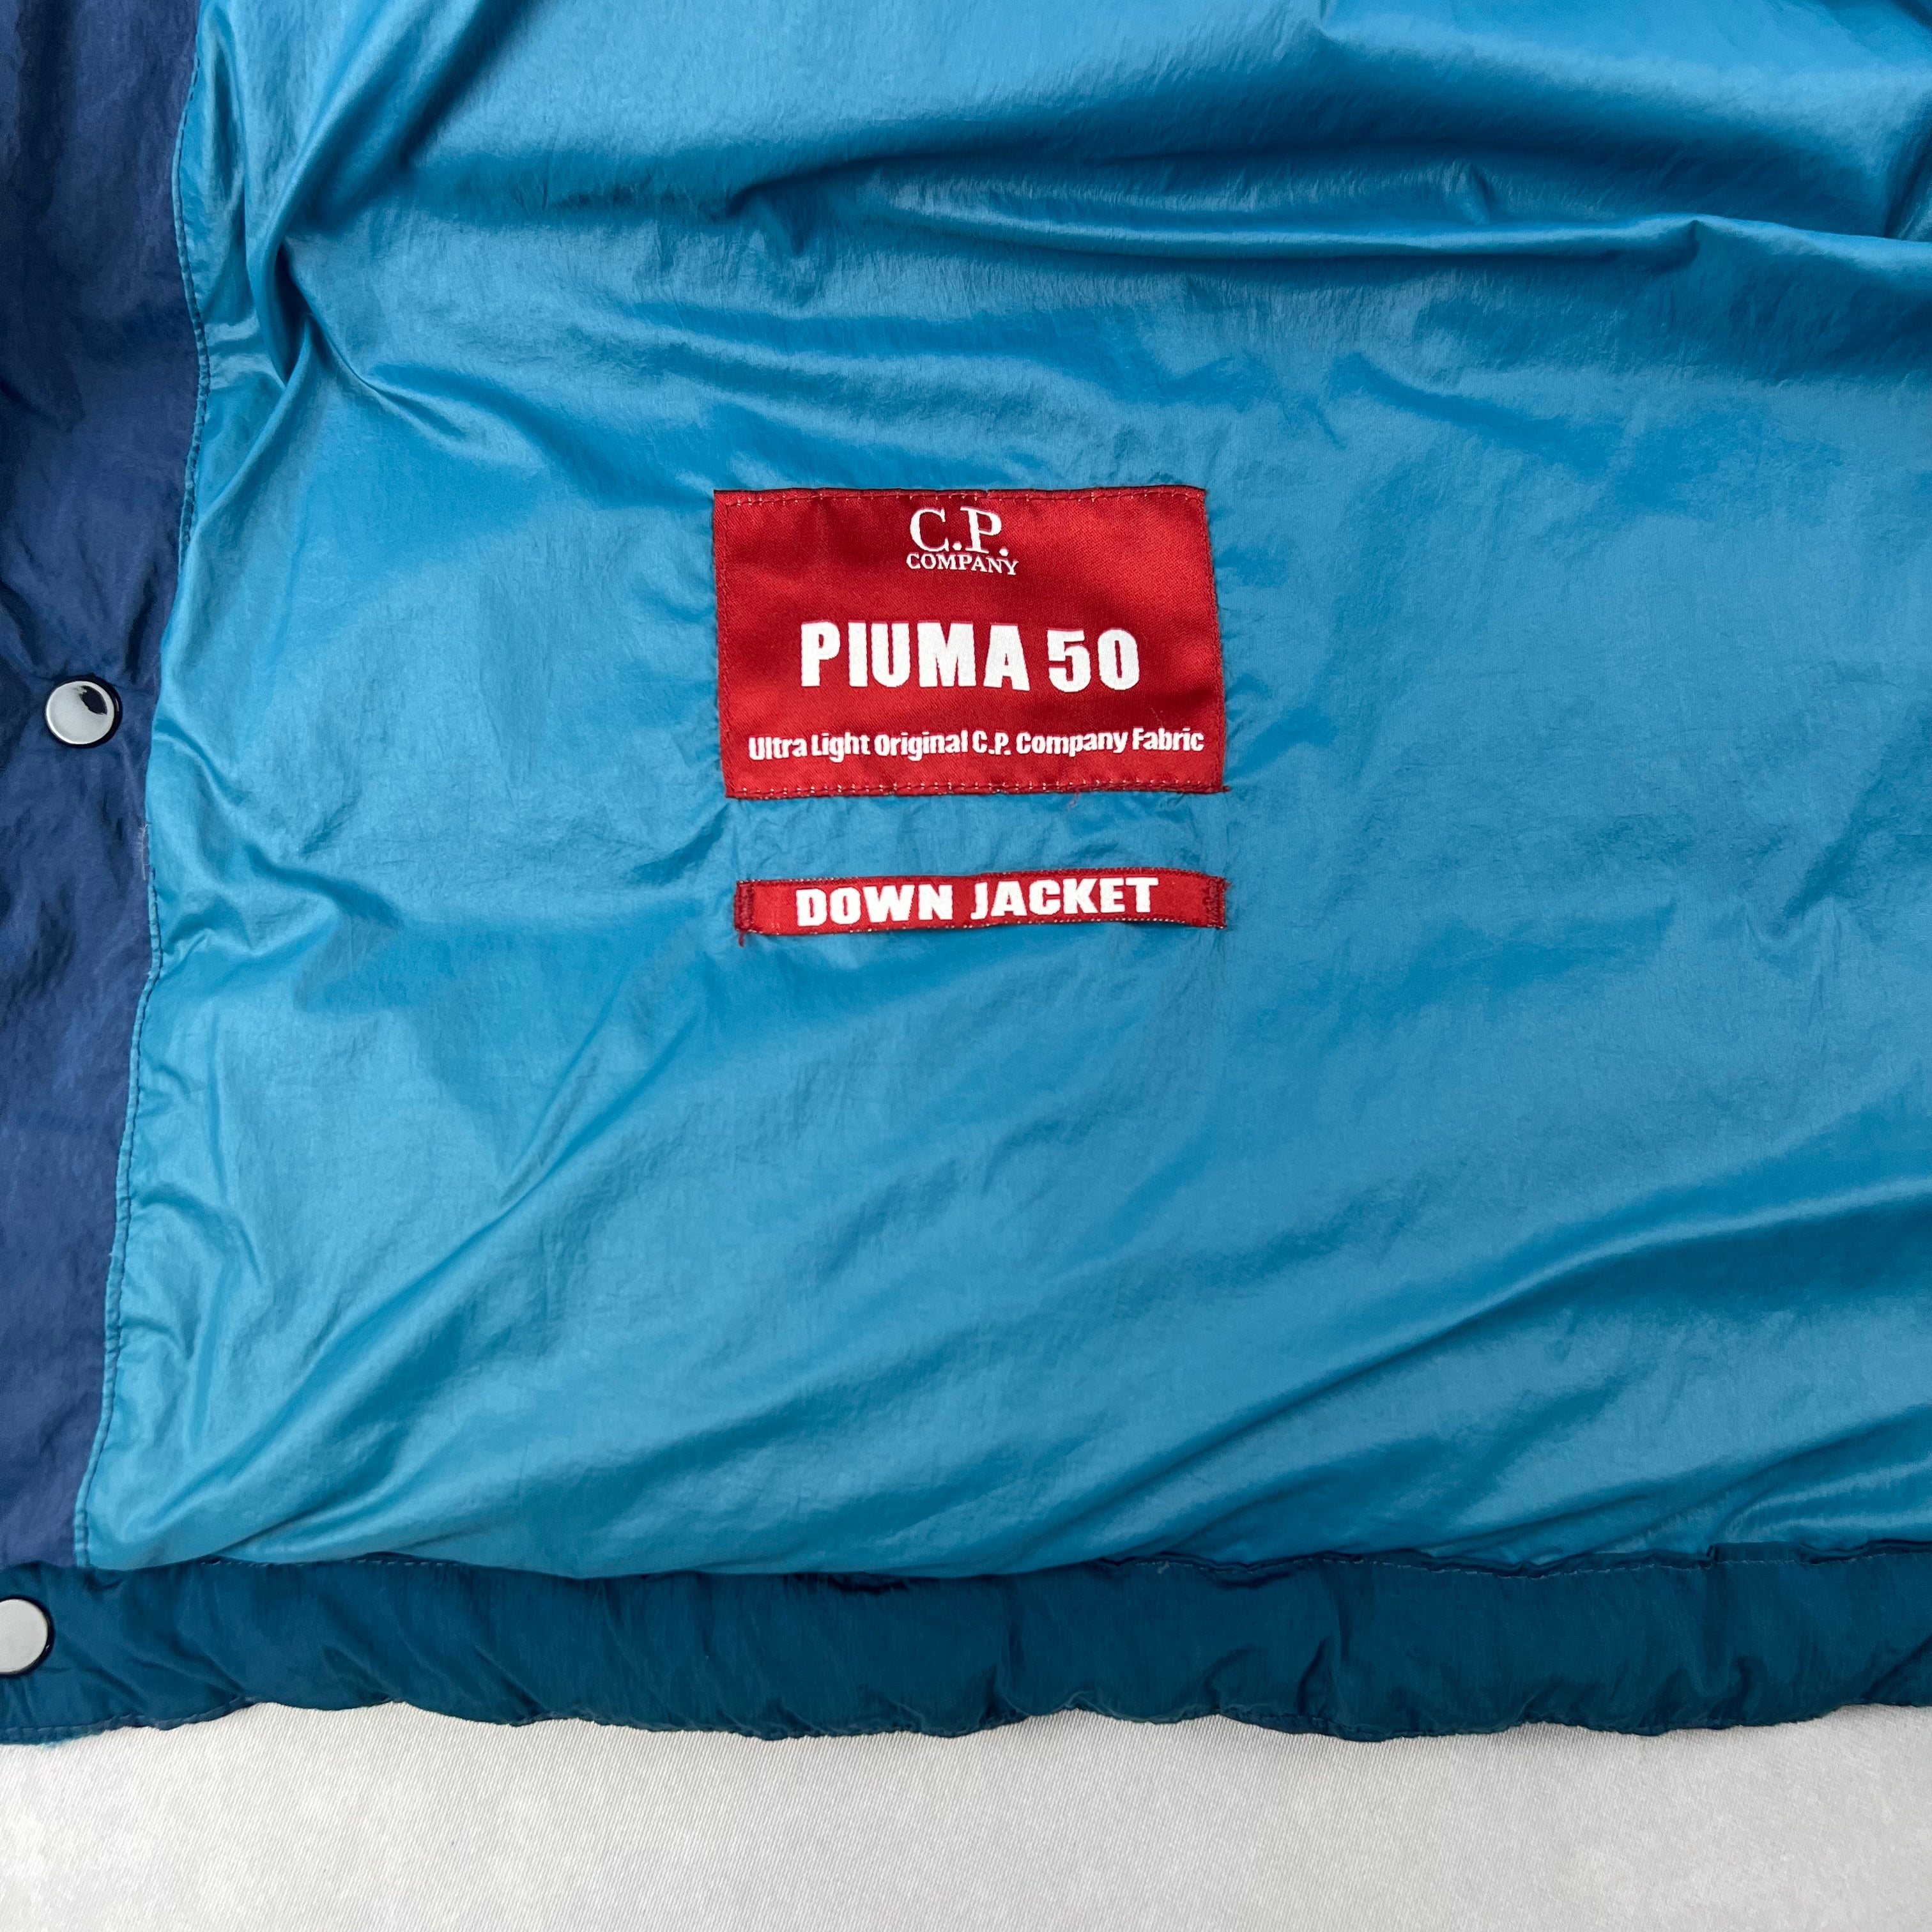 C.P.
COMPANY
PIUMA 50
Ultra Light Original C.P. Company Fabric
DOWN JACKET